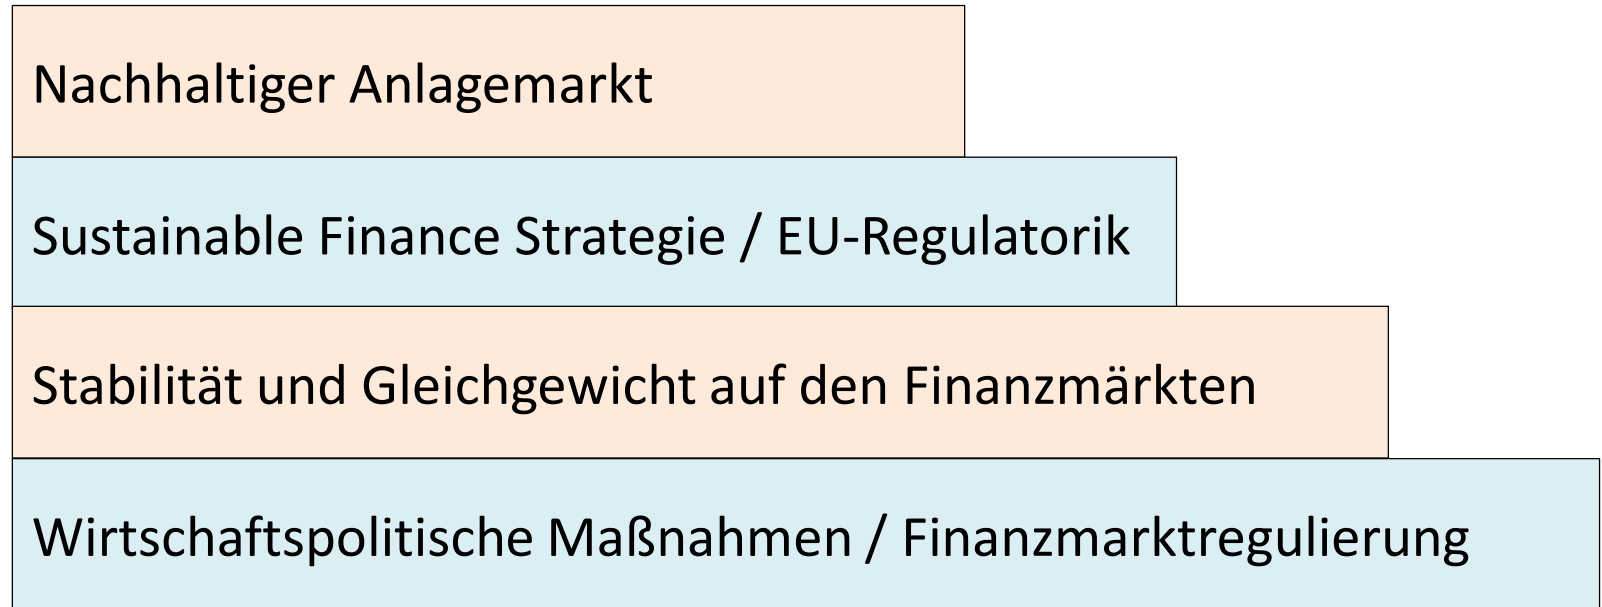 Nachhaltiger Anlagemarkt
Sustainable Finance Strategie / EU-Regulatorik
Stabilität und Gleichgewicht auf den Finanzmärkten
Wirtschaftspolitische Maßnahmen / Finanzmarktregulierung